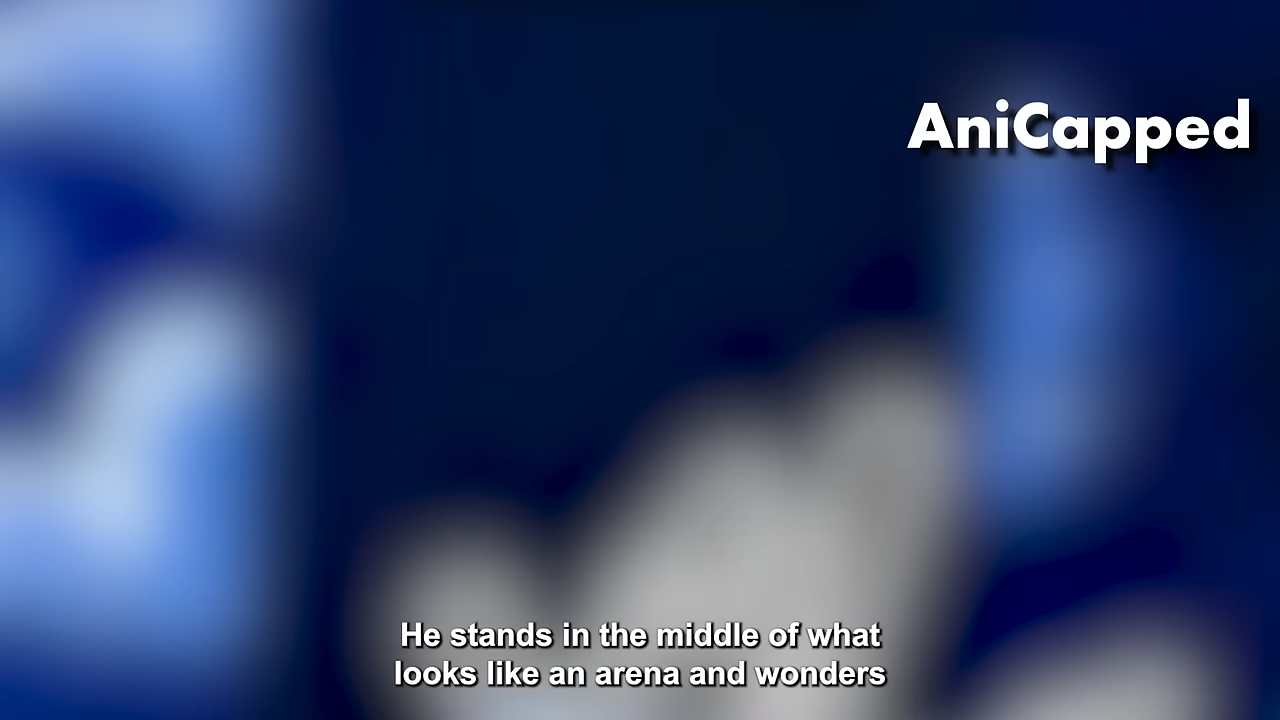 AniCapped
He stands in the middle of what
looks like an arena and wonders